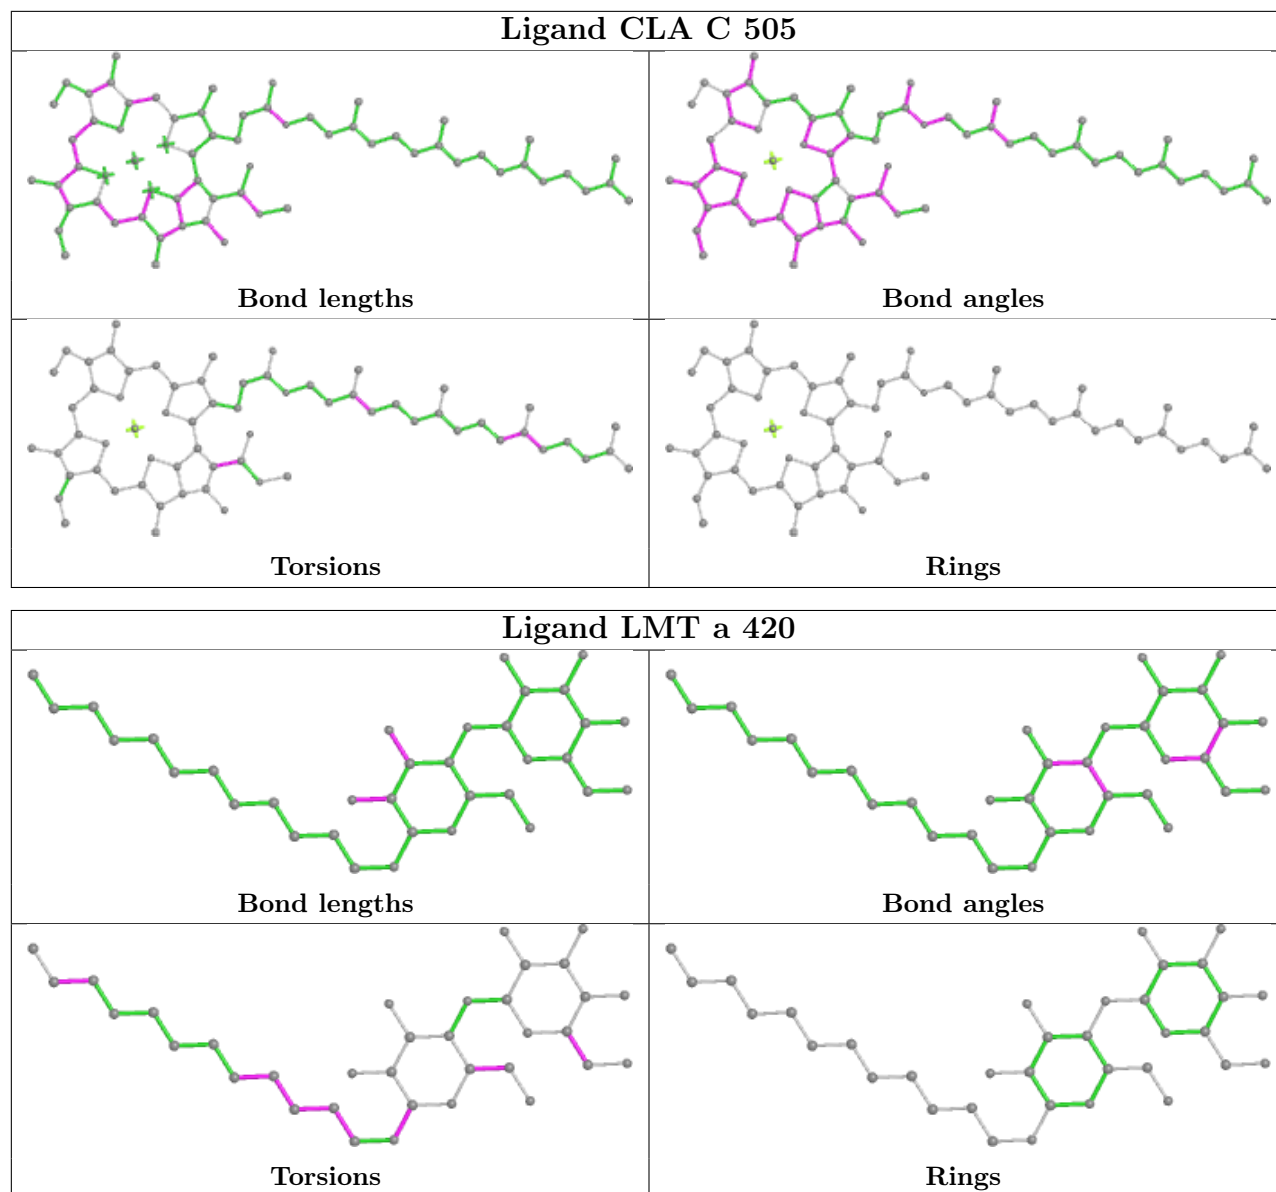 Ligand CLA C 505
Bond lengths
Bond angles
Torsions
Rings
Ligand LMT a 420
Bond lengths
Bond angles
Torsions
Rings